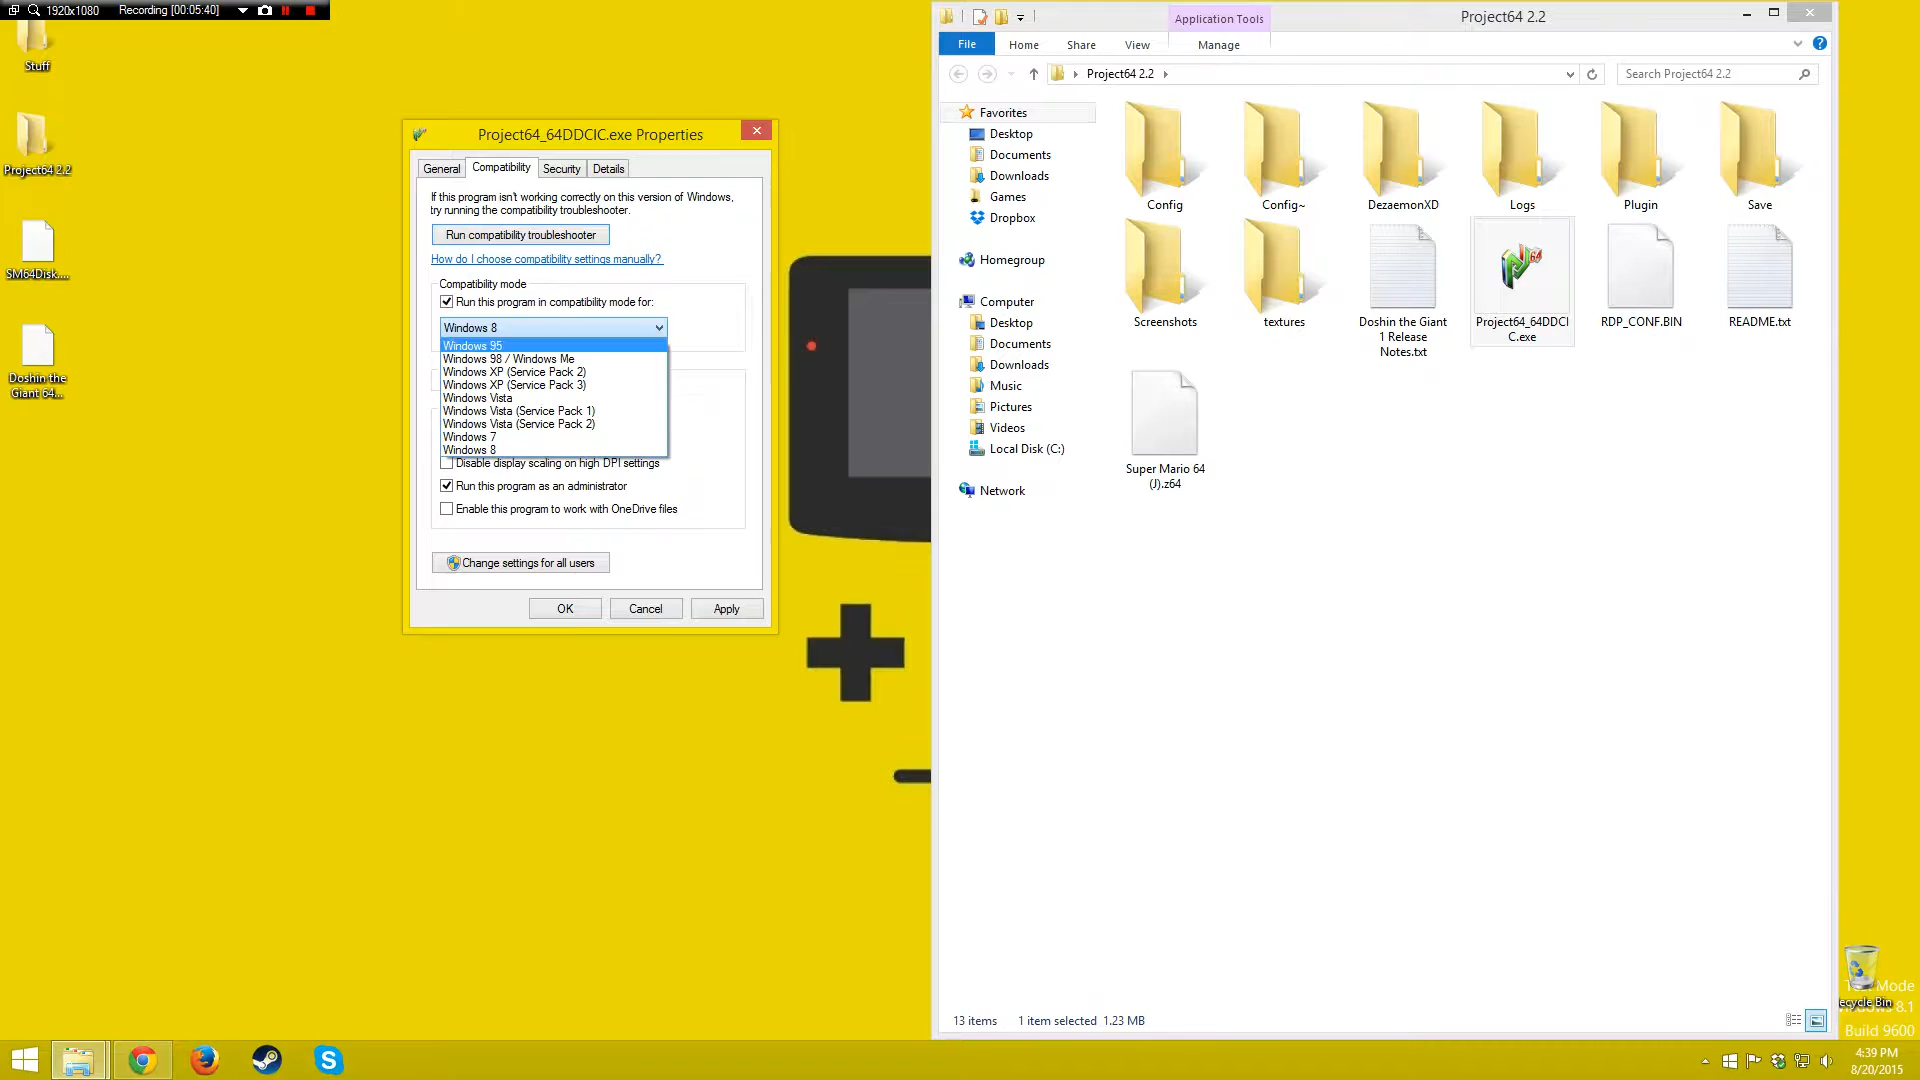 1920x1080 Recording [00:05:40]
Stuff
Project64 2.2
SM64Disk....
Doshin the
Giant 64...
Project64_64DDCIC.exe Properties
General Compatibility Security Details
If this program isn't working correctly on this version of Windows,
try running the compatibility troubleshooter.
Run compatibility troubleshooter
How do I choose compatibility settings manually?
Compatibility mode
Run this program in compatibility mode for:
Windows 8
Windows 95
Windows 98 / Windows Me
Windows XP (Service Pack 2)
Windows XP (Service Pack 3)
Windows Vista
Windows Vista (Service Pack 1)
Windows Vista (Service Pack 2)
Windows 7
Windows 8
Disable display scaling on high DPI settings
Run this program as an administrator
Enable this program to work with OneDrive files
Change settings for all users
OK Cancel Apply
Application Tools Project64 2.2
File Home Share View Manage
Project64 2.2 Search Project64 2.2
Favorites
Desktop
Documents
Downloads
Games
Dropbox
Homegroup
Computer
Desktop
Documents
Downloads
Music
Pictures
Videos
Local Disk (C:)
Network
Config Config~ DezaemonXD Logs Plugin Save
Screenshots textures Doshin the Giant
1 Release
Notes.txt
Project64_64DDCI
C.exe
RDP_CONF.BIN README.txt
64
Super Mario 64
(J).z64
13 items 1 item selected 1.23 MB
Mode
ecycle Bin
8.1
Build 9600
4:39 PM
8/20/2015